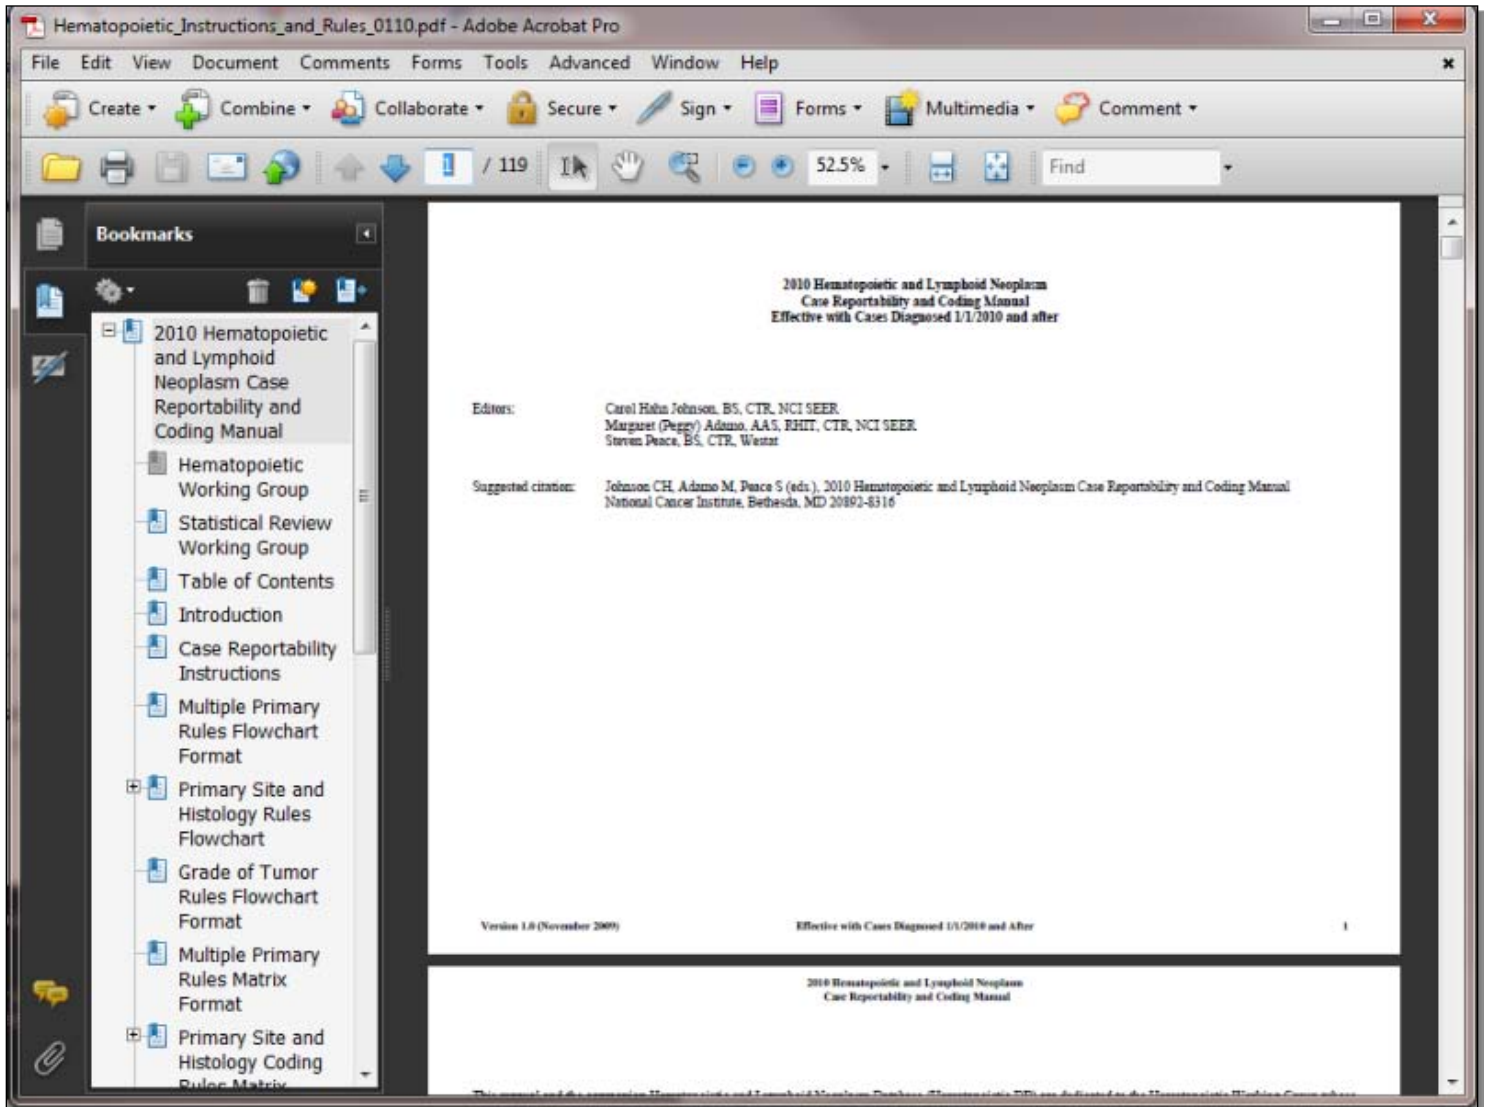 Hematopoietic_Instructions_and_Rules_0110.pdf - Adobe Acrobat Pro
File Edit View Document Comments Forms Tools Advanced Window Help
Create Combine Collaborate Secure Sign Forms Multimedia Comment
1 / 119 52.5% Find
Bookmarks
2010 Hematopoietic
and Lymphoid
Neoplasm Case
Reportability and
Coding Manual
Hematopoietic
Working Group
Statistical Review
Working Group
Table of Contents
Introduction
Case Reportability
Instructions
Multiple Primary
Rules Flowchart
Format
Primary Site and
Histology Rules
Flowchart
Grade of Tumor
Rules Flowchart
Format
Multiple Primary
Rules Matrix
Format
Primary Site and
Histology Coding
Rules Matrix
2010 Hematopoietic and Lymphoid Neoplasm
Case Reportability and Coding Manual
Effective with Cases Diagnosed 1/1/2010 and after
Editors: Carol Hahn Johnson, BS, CTR, NCI SEER
Margaret (Peggy) Adamo, AAS, RHIT, CTR, NCI SEER
Steven Peace, BS, CTR, Westat
Suggested citation: Johnson CH, Adamo M, Peace S (eds.), 2010 Hematopoietic and Lymphoid Neoplasm Case Reportability and Coding Manual
National Cancer Institute, Bethesda, MD 20892-8316
Version 1.0 (November 2009) Effective with Cases Diagnosed 1/1/2010 and After 1
2010 Hematopoietic and Lymphoid Neoplasm
Case Reportability and Coding Manual